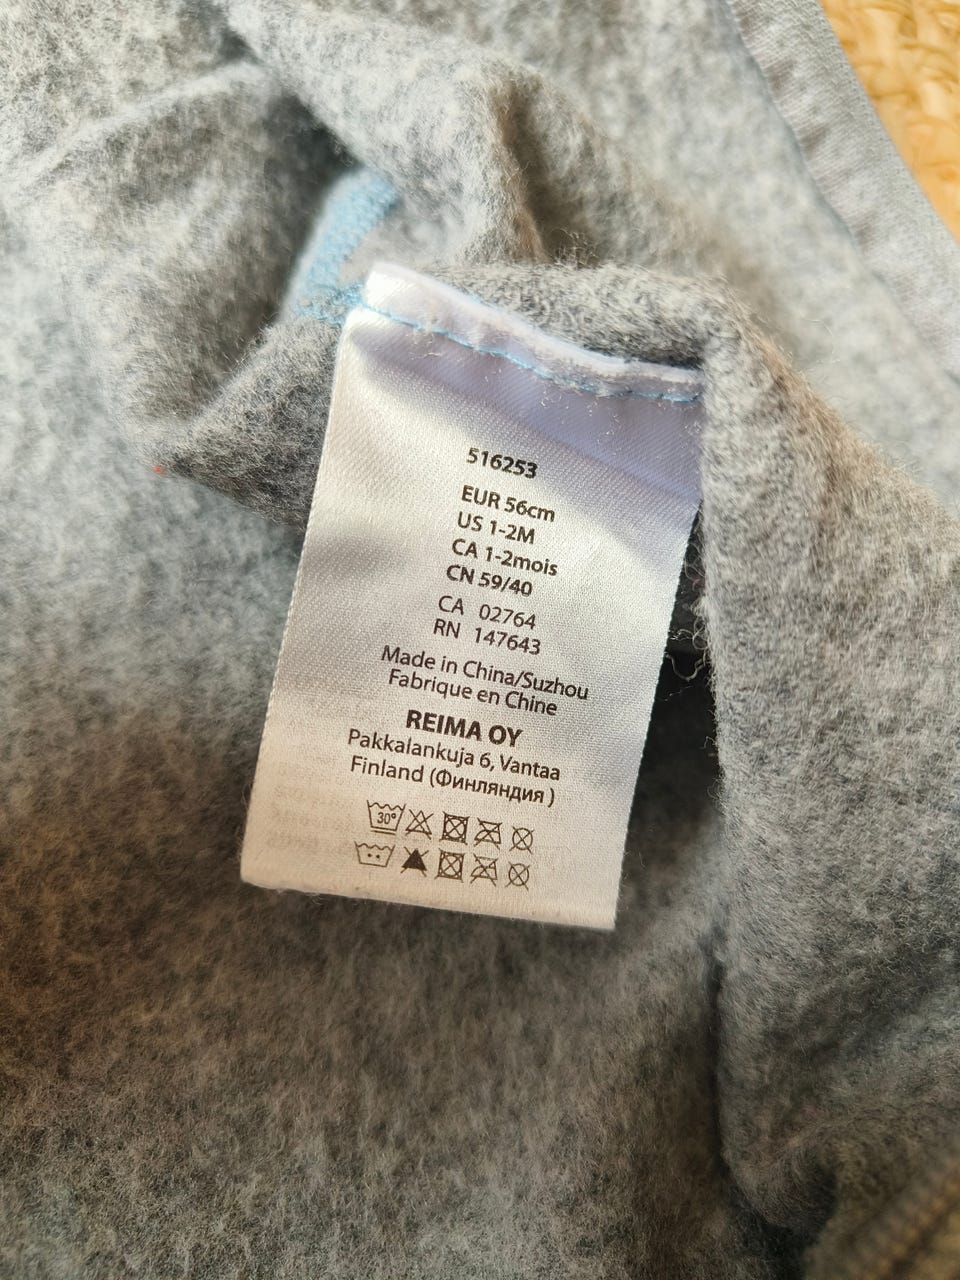 516253
EUR 56cm
US 1-2M
CA 1-2mois
CN 59/40
CA 02764
RN 147643
Made in China/Suzhou
Fabrique en Chine
REIMA OY
Pakkalankuja 6, Vantaa
Finland (Финляндия )
30°